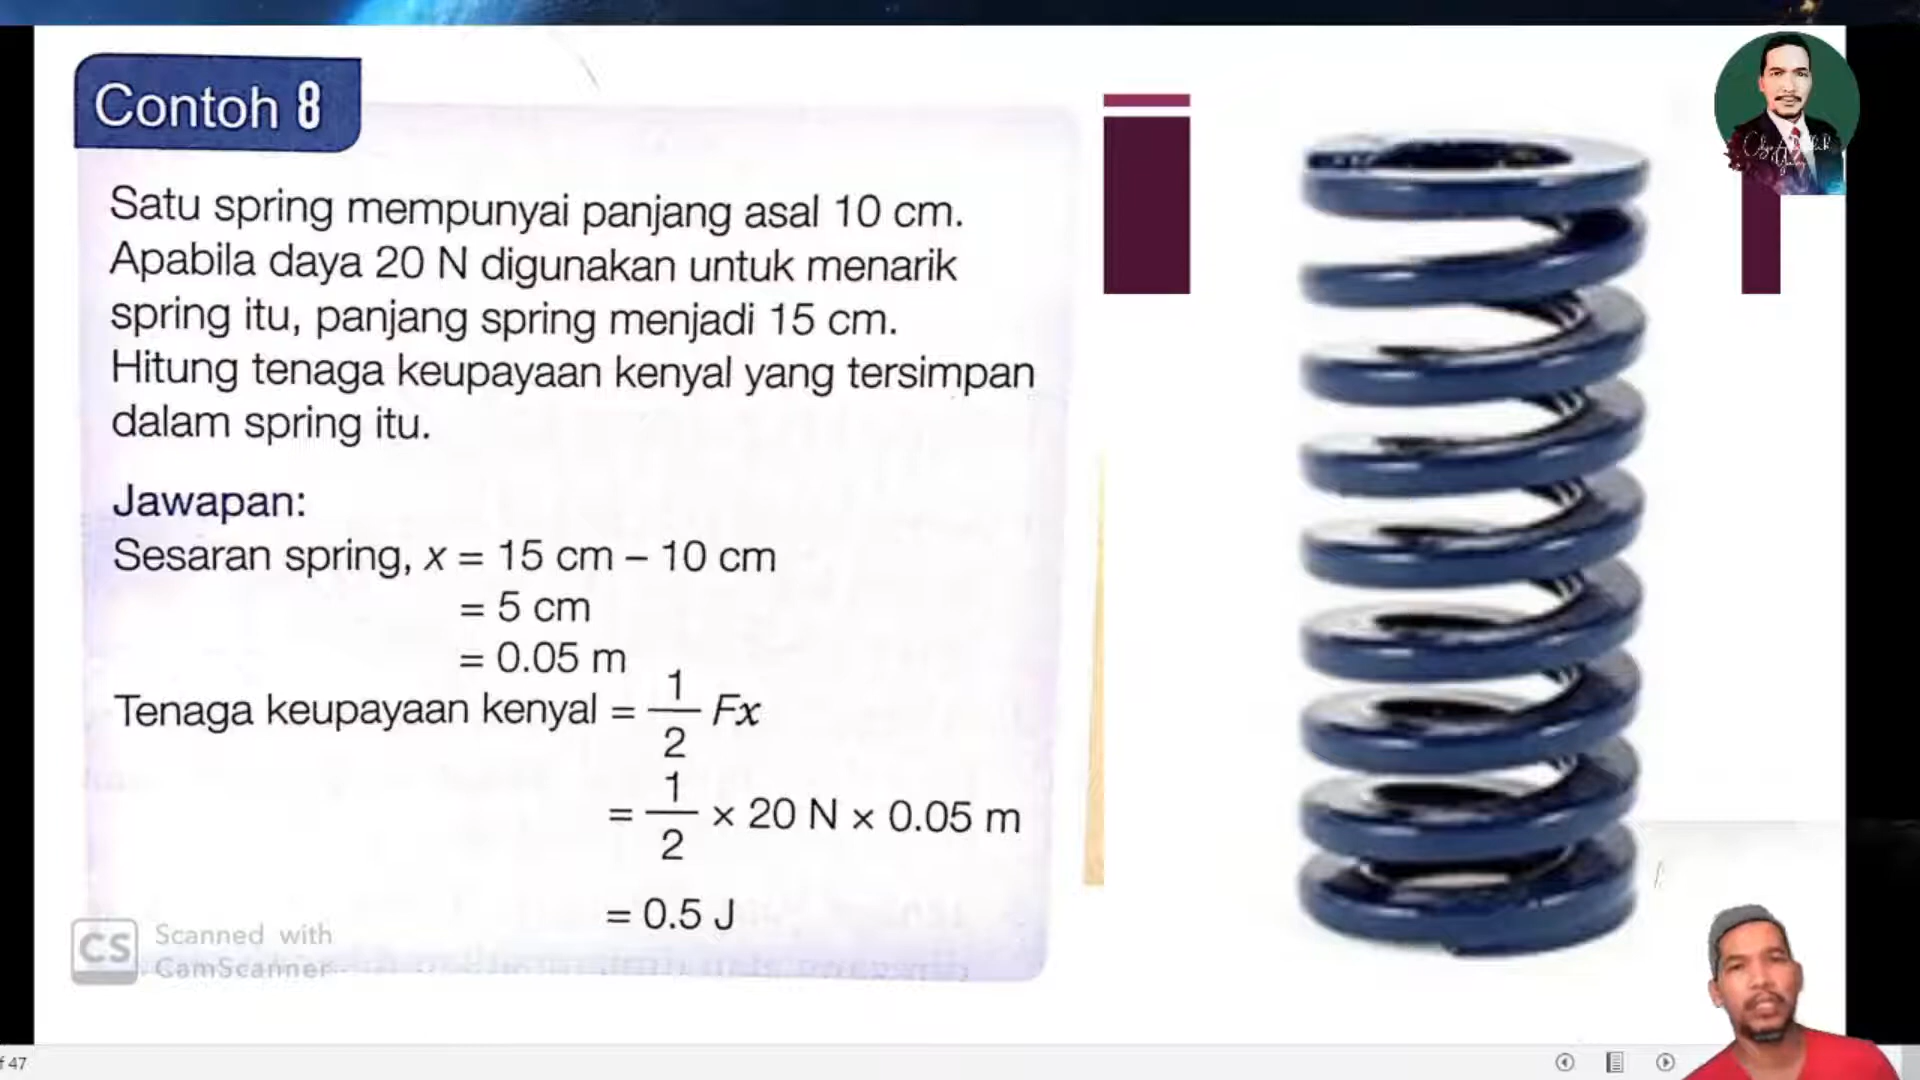 Contoh 8
Satu spring mempunyai panjang asal 10 cm.
Apabila daya 20 N digunakan untuk menarik
spring itu, panjang spring menjadi 15 cm.
Hitung tenaga keupayaan kenyal yang tersimpan
dalam spring itu.
Jawapan:
Sesaran spring, x = 15 cm – 10 cm
= 5 cm
= 0.05 m
Tenaga keupayaan kenyal = 1/2 Fx
= 1/2 × 20 N × 0.05 m
= 0.5 J
CS Scanned with
CamScanner
f 47